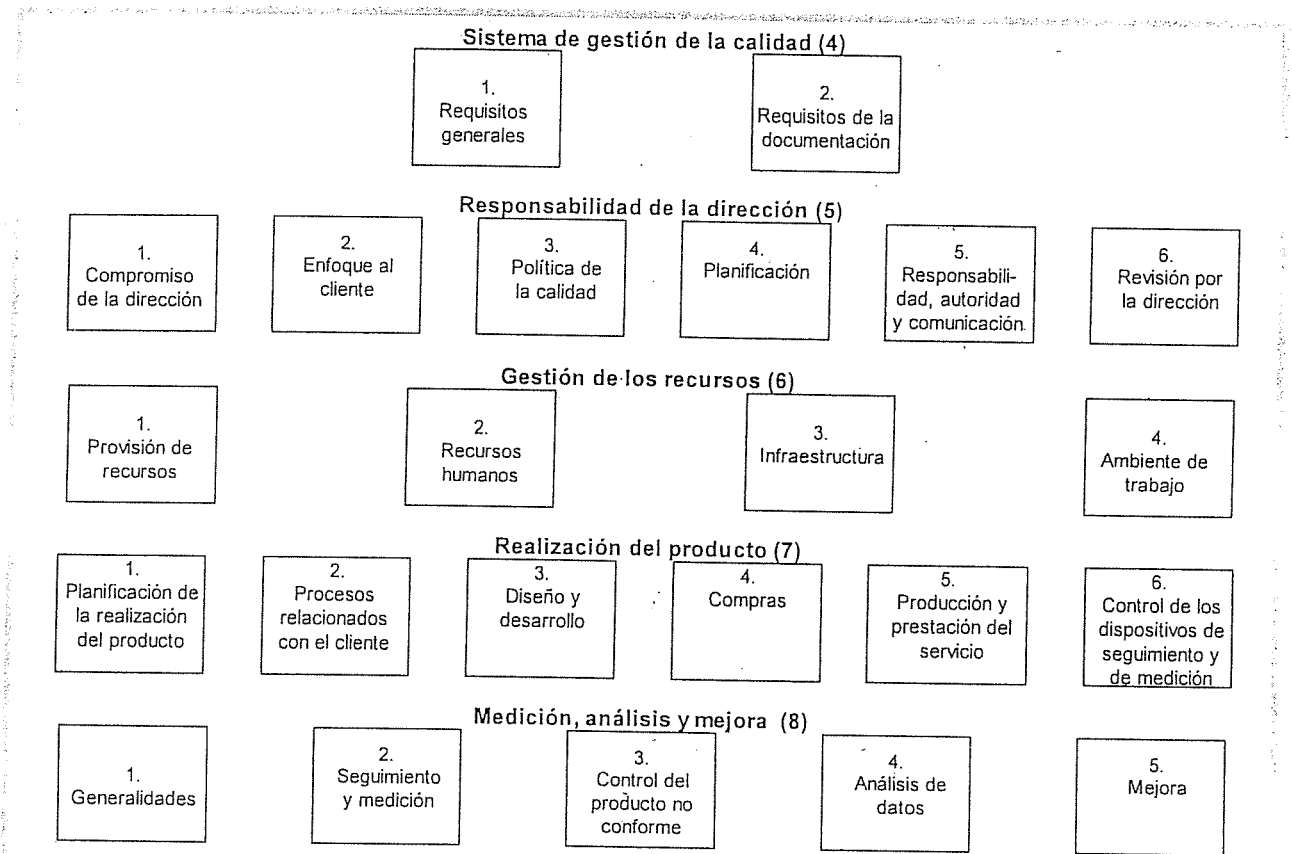 Sistema de gestión de la calidad (4)
1.
Requisitos
generales
2.
Requisitos de la
documentación
Responsabilidad de la dirección (5)
1.
Compromiso
de la dirección
2.
Enfoque al
cliente
3.
Política de
la calidad
4.
Planificación
5.
Responsabili-
dad, autoridad
y comunicación
6.
Revisión por
la dirección
Gestión de los recursos (6)
1.
Provisión de
recursos
2.
Recursos
humanos
3.
Infraestructura
4.
Ambiente de
trabajo
Realización del producto (7)
1.
Planificación de
la realización
del producto
2.
Procesos
relacionados
con el cliente
3.
Diseño y
desarrollo
4.
Compras
5.
Producción y
prestación del
servicio
6.
Control de los
dispositivos de
seguimiento y
de medición
Medición, análisis y mejora (8)
1.
Generalidades
2.
Seguimiento
y medición
3.
Control del
producto no
conforme
4.
Análisis de
datos
5.
Mejora